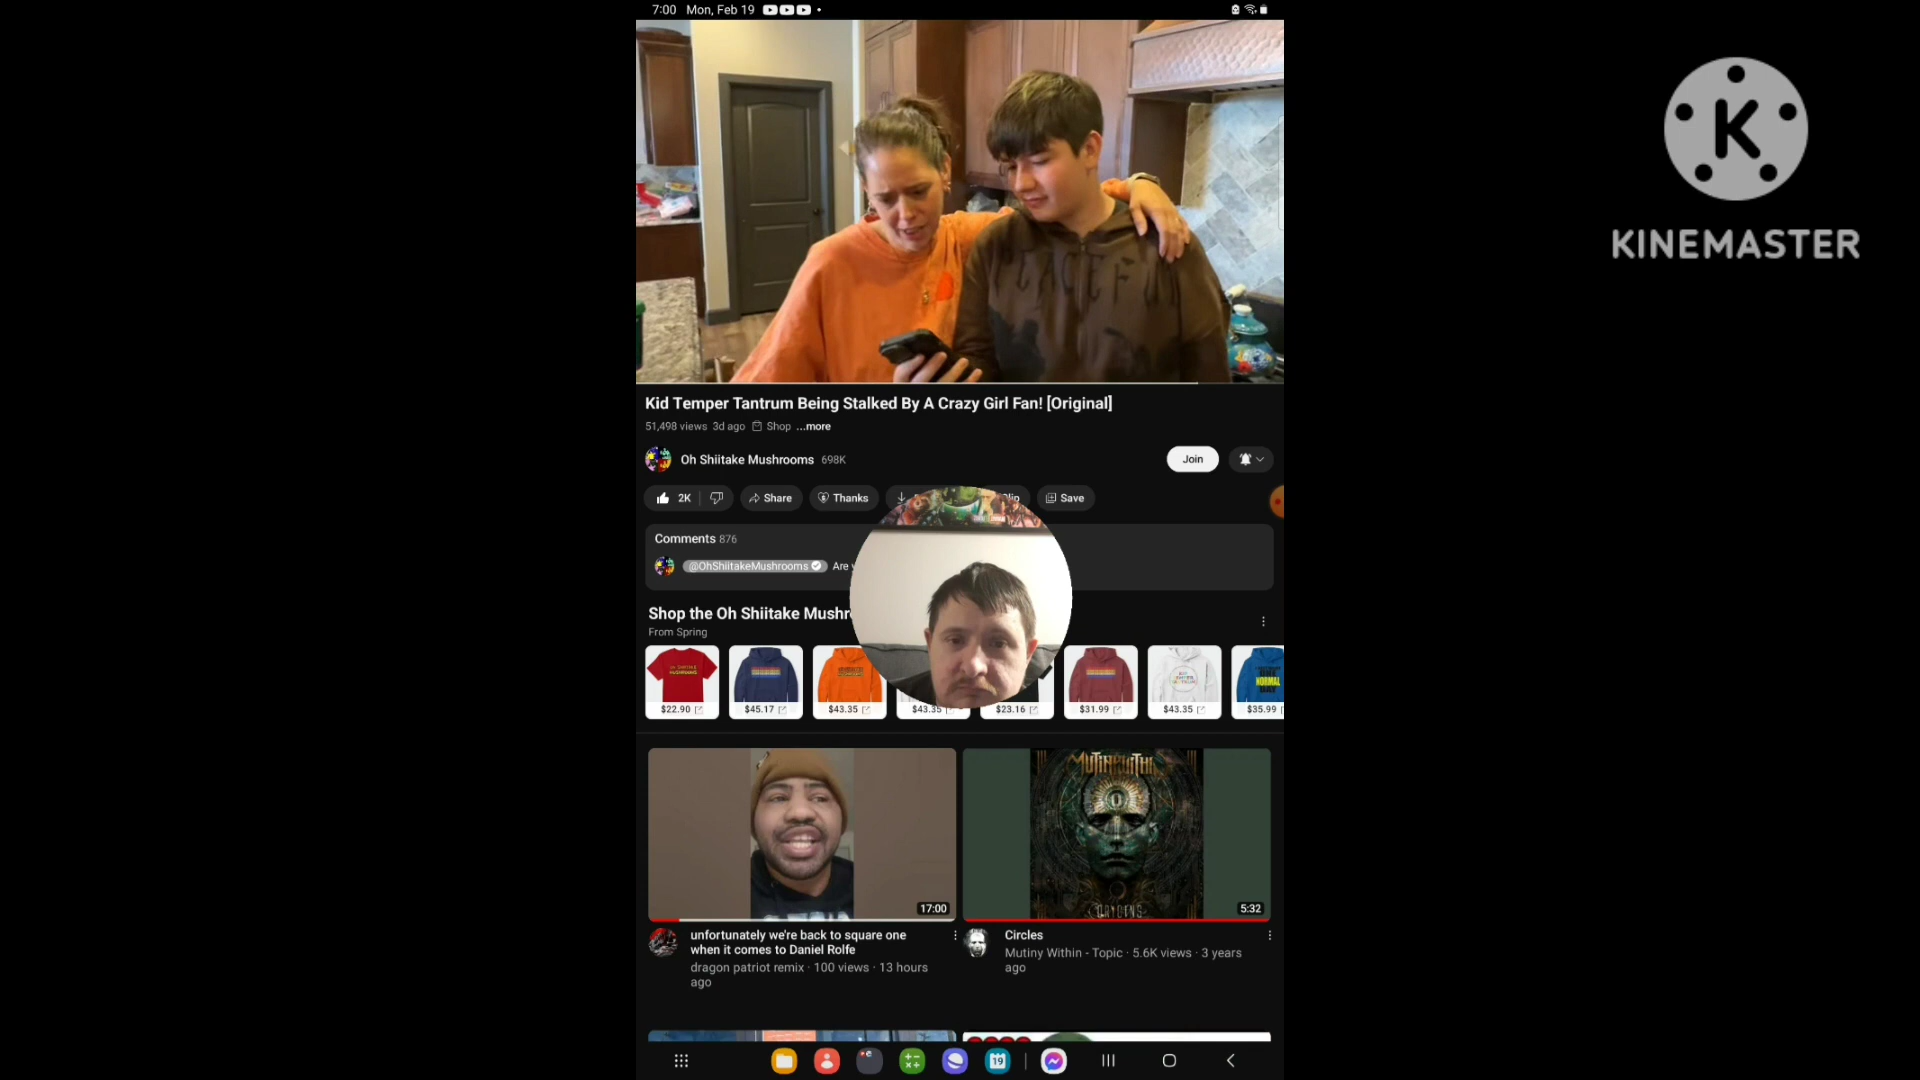 7:00 Mon, Feb 19
KINEMASTER
Kid Temper Tantrum Being Stalked By A Crazy Girl Fan! [Original]
51,498 views 3d ago Shop ...more
Oh Shiitake Mushrooms 698K
Join
2K Share Thanks Save
Comments 876
@OhShiitakeMushrooms Are
Shop the Oh Shiitake Mushr
From Spring
$22.90 $45.17 $43.35 $43.35 $23.16 $31.99 $43.35 $35.99
17:00
5:32
unfortunately we're back to square one
when it comes to Daniel Rolfe
dragon patriot remix · 100 views · 13 hours
ago
Circles
Mutiny Within - Topic · 5.6K views · 3 years
ago
19